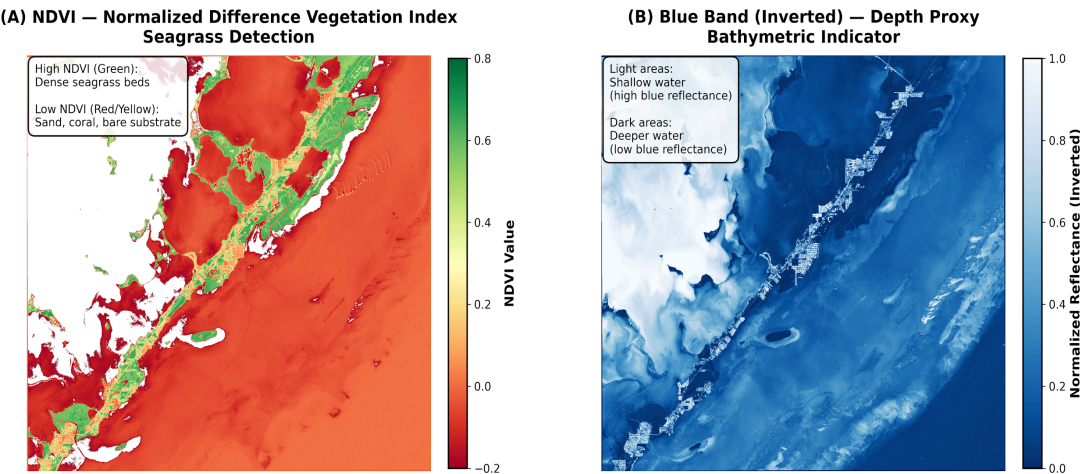 (A) NDVI — Normalized Difference Vegetation Index
Seagrass Detection
High NDVI (Green):
Dense seagrass beds
Low NDVI (Red/Yellow):
Sand, coral, bare substrate
0.8
0.6
0.4
0.2
0.0
−0.2
NDVI Value
(B) Blue Band (Inverted) — Depth Proxy
Bathymetric Indicator
Light areas:
Shallow water
(high blue reflectance)
Dark areas:
Deeper water
(low blue reflectance)
1.0
0.8
0.6
0.4
0.2
0.0
Normalized Reflectance (Inverted)